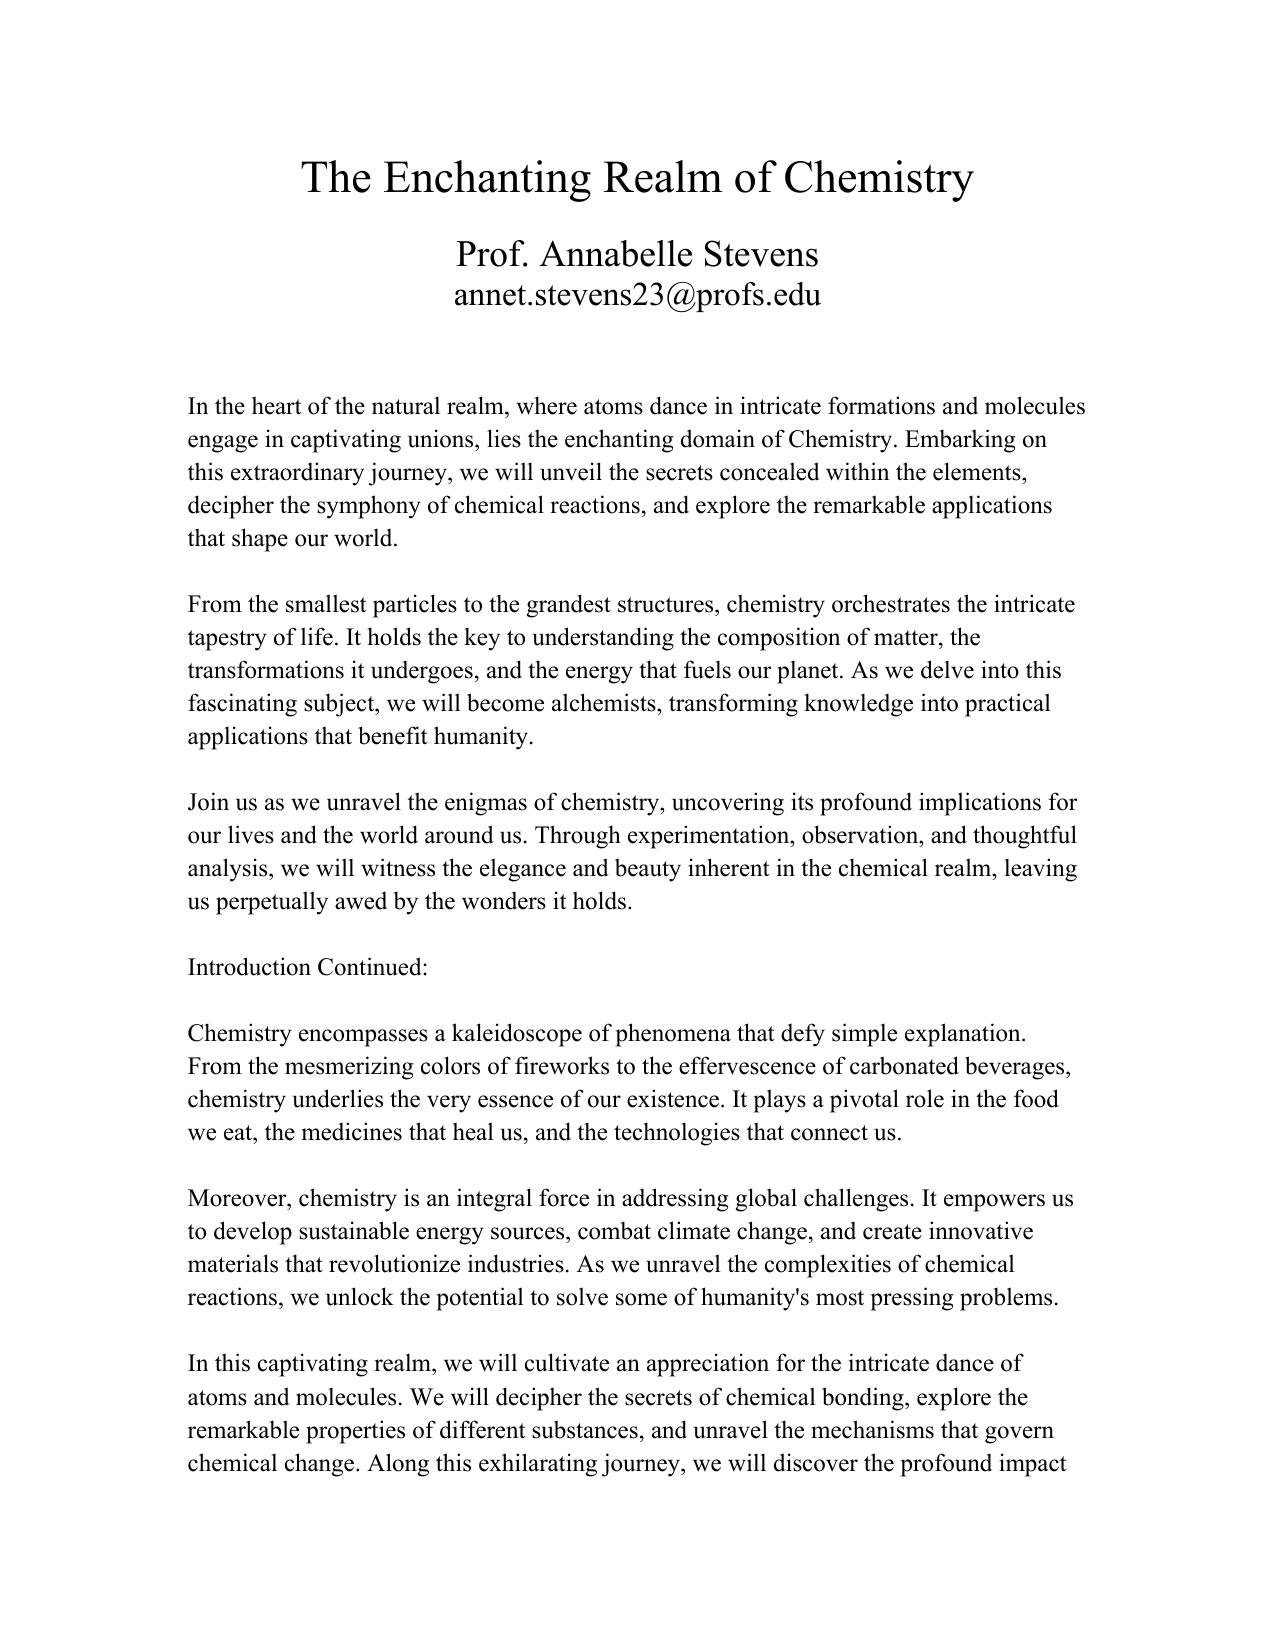 The Enchanting Realm of Chemistry
Prof. Annabelle Stevens
annet.stevens23@profs.edu
In the heart of the natural realm, where atoms dance in intricate formations and molecules
engage in captivating unions, lies the enchanting domain of Chemistry. Embarking on
this extraordinary journey, we will unveil the secrets concealed within the elements,
decipher the symphony of chemical reactions, and explore the remarkable applications
that shape our world.
From the smallest particles to the grandest structures, chemistry orchestrates the intricate
tapestry of life. It holds the key to understanding the composition of matter, the
transformations it undergoes, and the energy that fuels our planet. As we delve into this
fascinating subject, we will become alchemists, transforming knowledge into practical
applications that benefit humanity.
Join us as we unravel the enigmas of chemistry, uncovering its profound implications for
our lives and the world around us. Through experimentation, observation, and thoughtful
analysis, we will witness the elegance and beauty inherent in the chemical realm, leaving
us perpetually awed by the wonders it holds.
Introduction Continued:
Chemistry encompasses a kaleidoscope of phenomena that defy simple explanation.
From the mesmerizing colors of fireworks to the effervescence of carbonated beverages,
chemistry underlies the very essence of our existence. It plays a pivotal role in the food
we eat, the medicines that heal us, and the technologies that connect us.
Moreover, chemistry is an integral force in addressing global challenges. It empowers us
to develop sustainable energy sources, combat climate change, and create innovative
materials that revolutionize industries. As we unravel the complexities of chemical
reactions, we unlock the potential to solve some of humanity's most pressing problems.
In this captivating realm, we will cultivate an appreciation for the intricate dance of
atoms and molecules. We will decipher the secrets of chemical bonding, explore the
remarkable properties of different substances, and unravel the mechanisms that govern
chemical change. Along this exhilarating journey, we will discover the profound impact